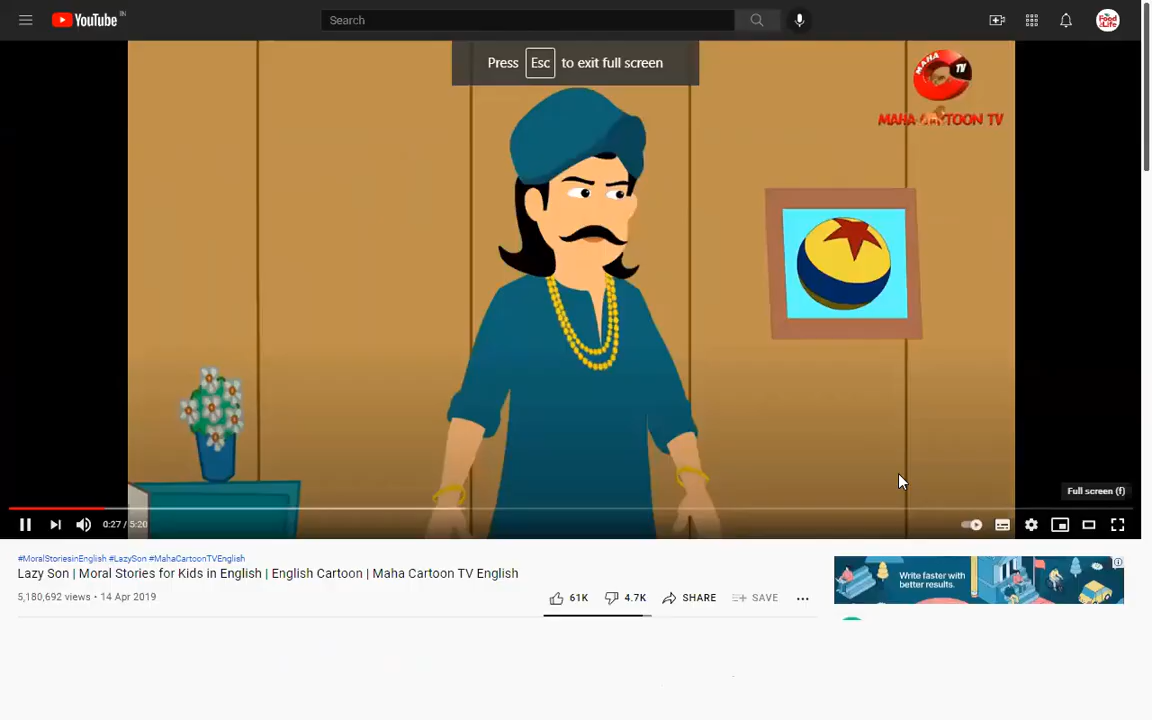 YouTube IN
Search
Press Esc to exit full screen
MAHA TV
MAHA CARTOON TV
Full screen (f)
0:27 / 5:20
#MoralStoriesinEnglish #LazySon #MahaCartoonTVEnglish
Lazy Son | Moral Stories for Kids in English | English Cartoon | Maha Cartoon TV English
5,180,692 views • 14 Apr 2019
61K 4.7K SHARE SAVE
Write faster with
better results.